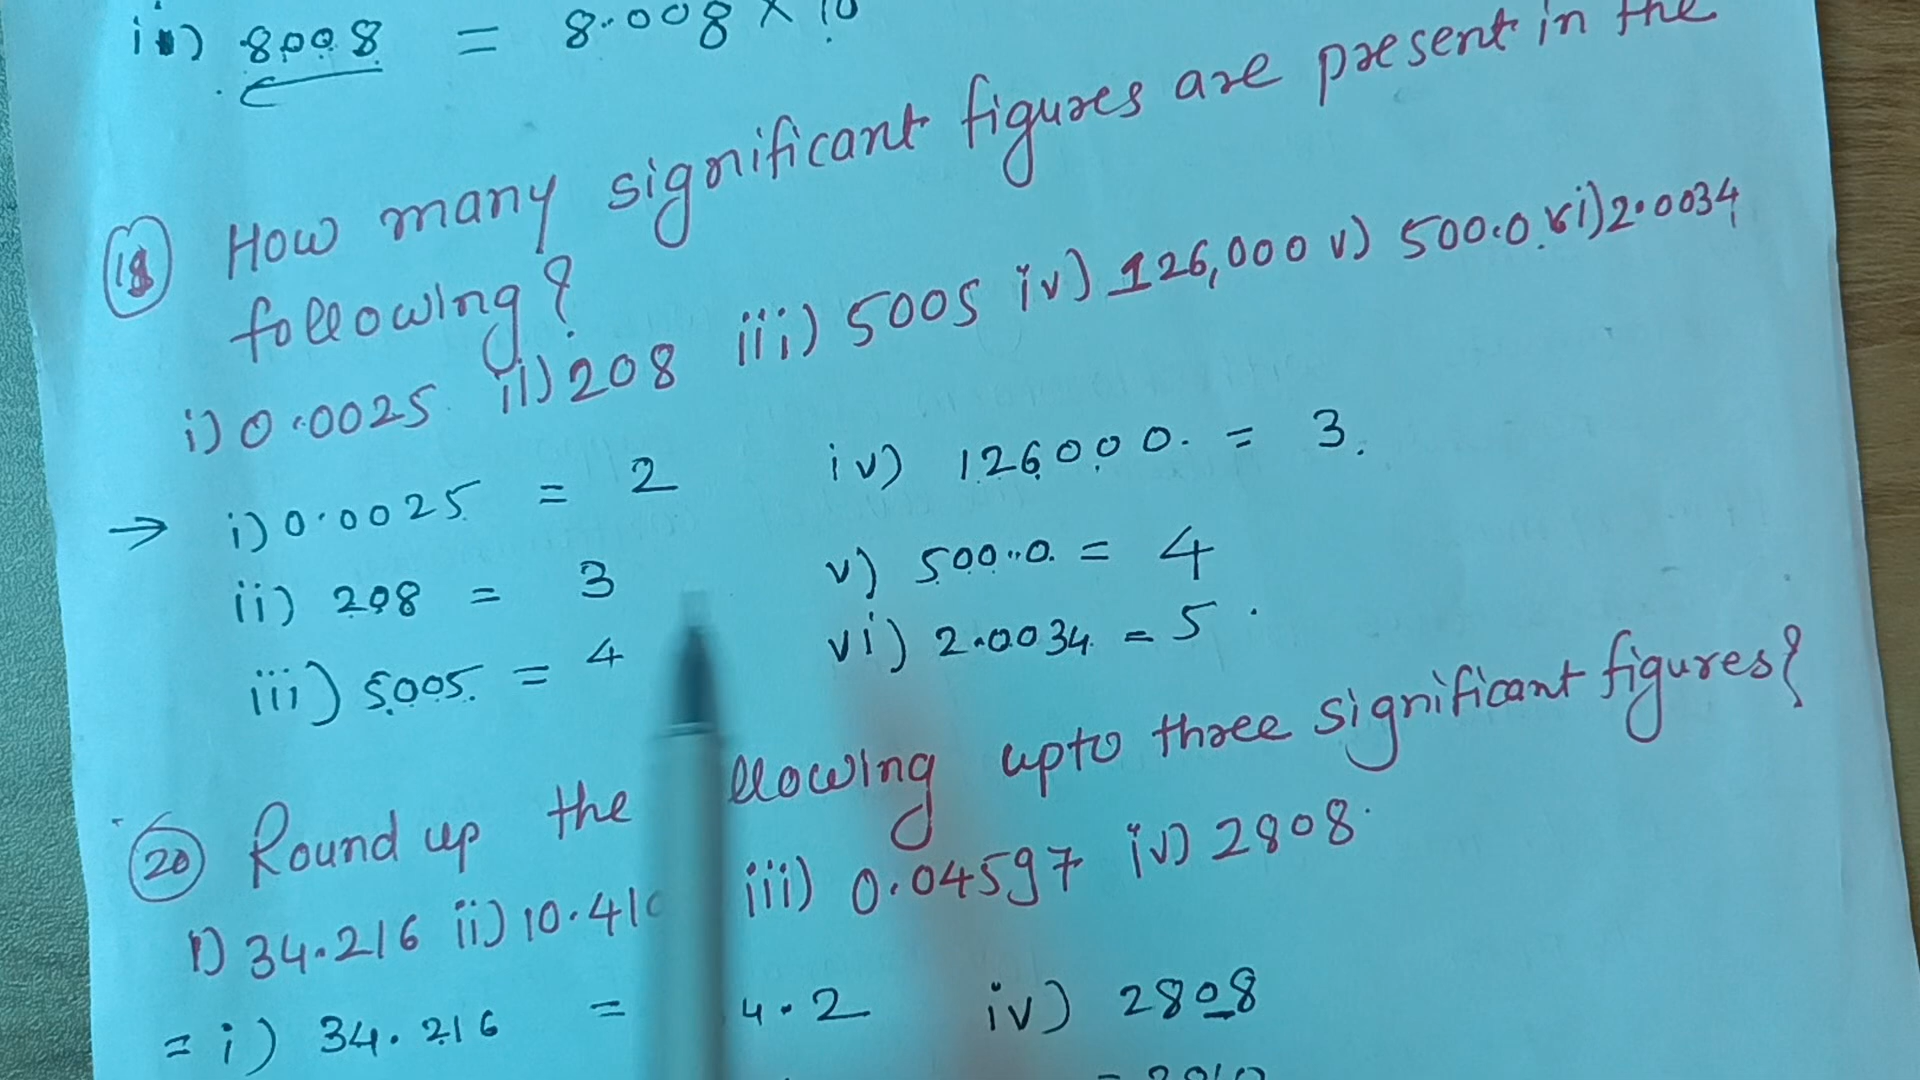 iii) 8008 = 8.008 × 10
How many significant figures are present in the
following?
i) 0.0025 ii) 208 iii) 5005 iv) 126,000 v) 500.0 vi) 2.0034
→ i) 0.0025 = 2 iv) 126000. = 3.
ii) 208 = 3 v) 500.0. = 4
iii) 5005. = 4 vi) 2.0034. = 5.
(20) Round up the llowing upto three significant figures?
i) 34.216 ii) 10.41 iii) 0.04597 iv) 2808.
= i) 34.216 = 4.2 iv) 2808